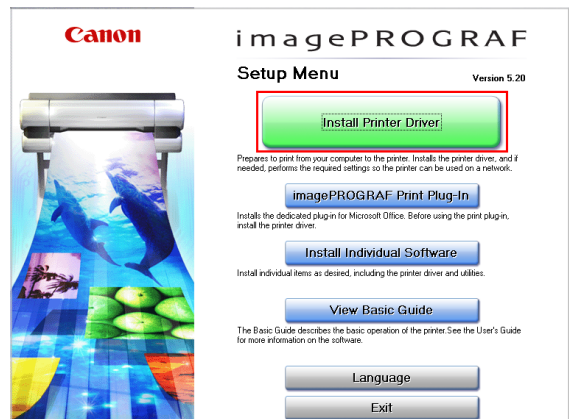 Canon
imagePROGRAF
Setup Menu
Version 5.20
Install Printer Driver
Prepares to print from your computer to the printer. Installs the printer driver, and if
needed, performs the required settings so the printer can be used on a network.
imagePROGRAF Print Plug-In
Installs the dedicated plug-in for Microsoft Office. Before using the print plug-in,
install the printer driver.
Install Individual Software
Install individual items as desired, including the printer driver and utilities.
View Basic Guide
The Basic Guide describes the basic operation of the printer.See the User's Guide
for more information on the software.
Language
Exit